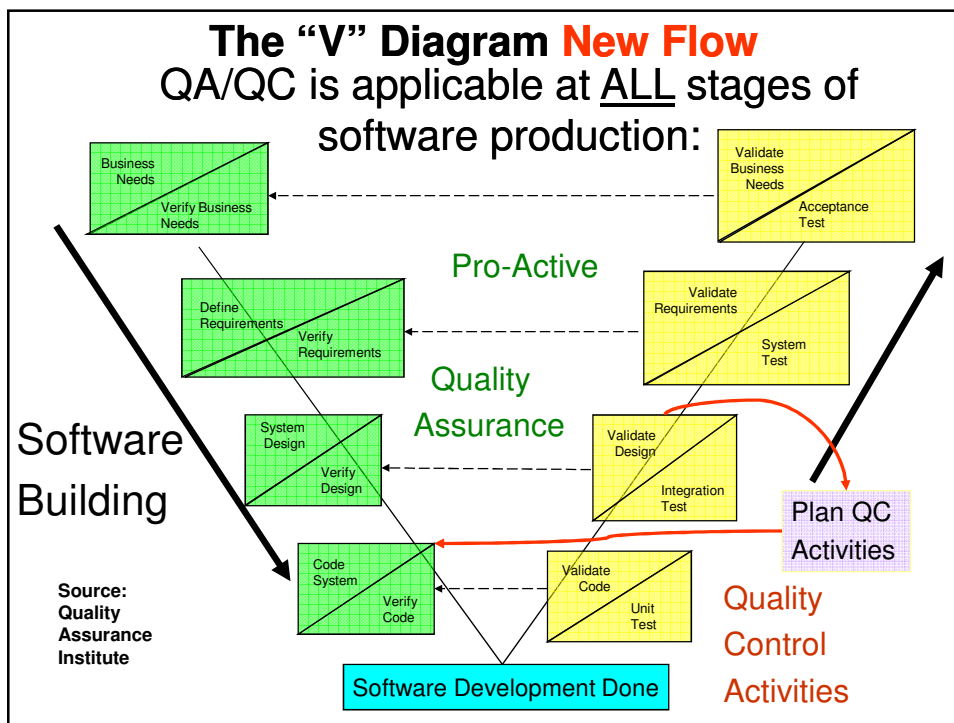 The “V” Diagram New Flow
QA/QC is applicable at ALL stages of
software production:
Business
Needs
Verify Business
Needs
Validate
Business
Needs
Acceptance
Test
Pro-Active
Define
Requirements
Verify
Requirements
Validate
Requirements
System
Test
Quality
Assurance
System
Design
Verify
Design
Validate
Design
Integration
Test
Software
Building
Plan QC
Activities
Code
System
Verify
Code
Validate
Code
Unit
Test
Source:
Quality
Assurance
Institute
Quality
Control
Activities
Software Development Done